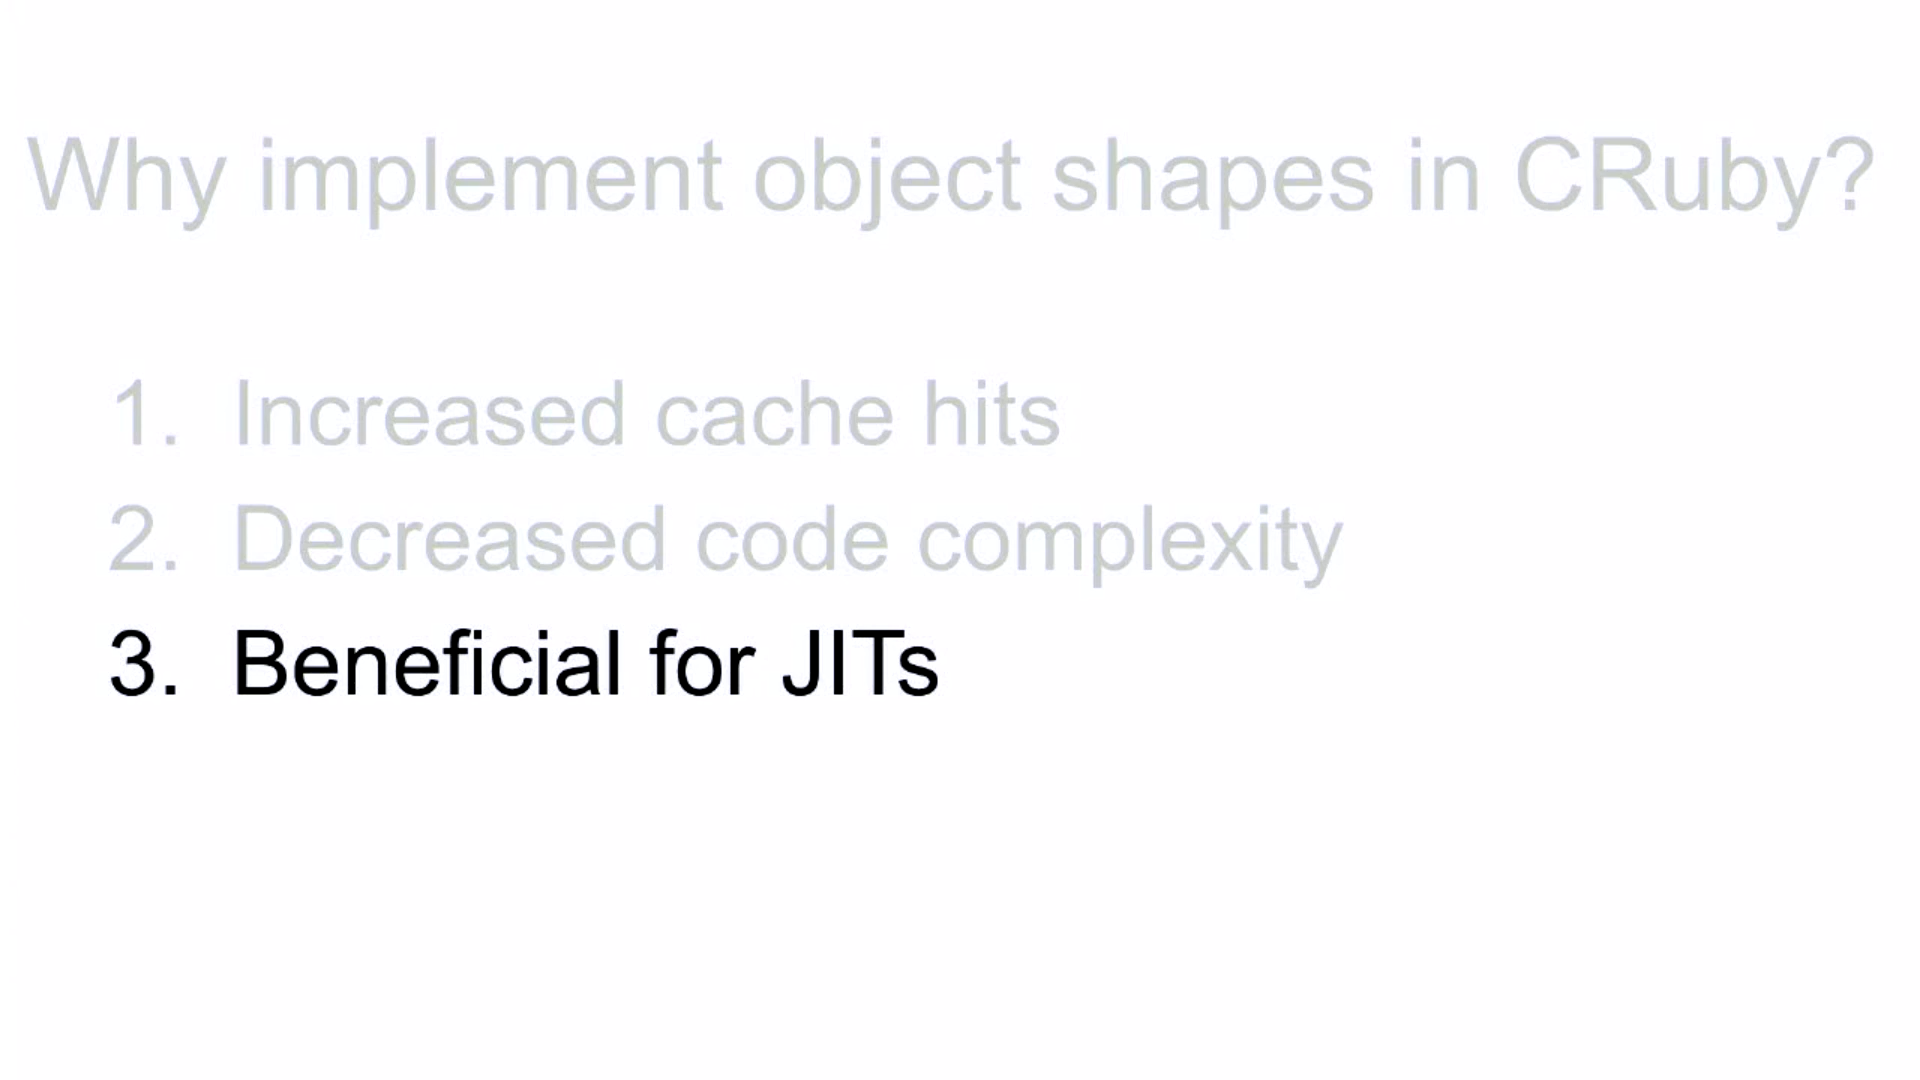 Why implement object shapes in CRuby?
1. Increased cache hits
2. Decreased code complexity
3. Beneficial for JITs